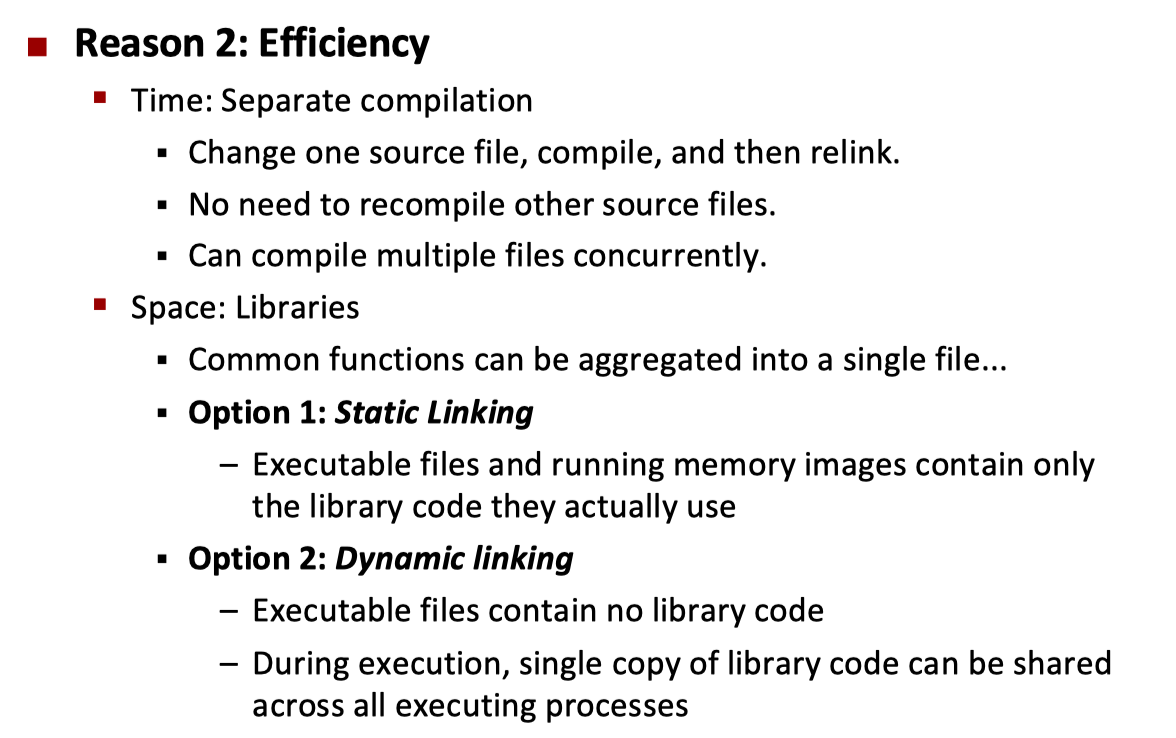 Reason 2: Efficiency
Time: Separate compilation
Change one source file, compile, and then relink.
No need to recompile other source files.
Can compile multiple files concurrently.
Space: Libraries
Common functions can be aggregated into a single file...
Option 1: Static Linking
– Executable files and running memory images contain only
the library code they actually use
Option 2: Dynamic linking
– Executable files contain no library code
– During execution, single copy of library code can be shared
across all executing processes